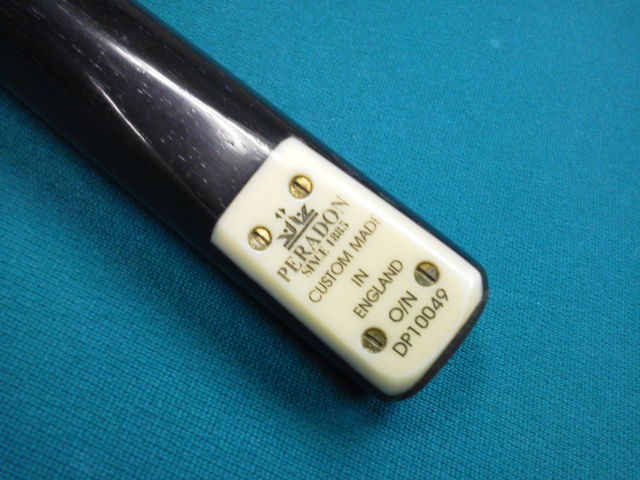 PERADON
SINCE 1885
CUSTOM MADE
IN
ENGLAND
O/N
DP10049